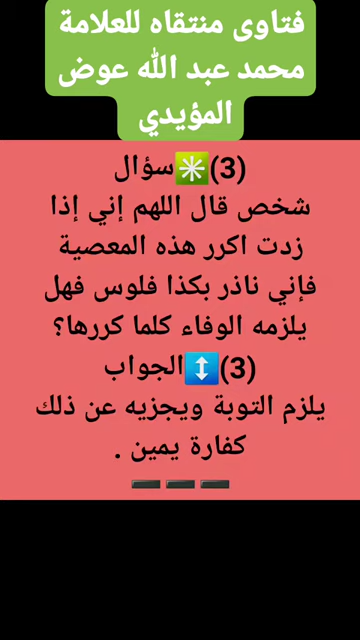 فتاوى منتقاه للعلامة
محمد عبد الله عوض
المؤيدي
(3)✳️سؤال
شخص قال اللهم إني إذا
زدت اكرر هذه المعصية
فإني ناذر بكذا فلوس فهل
يلزمه الوفاء كلما كررها؟
(3)↕️الجواب
يلزم التوبة ويجزيه عن ذلك
كفارة يمين .
➖➖➖